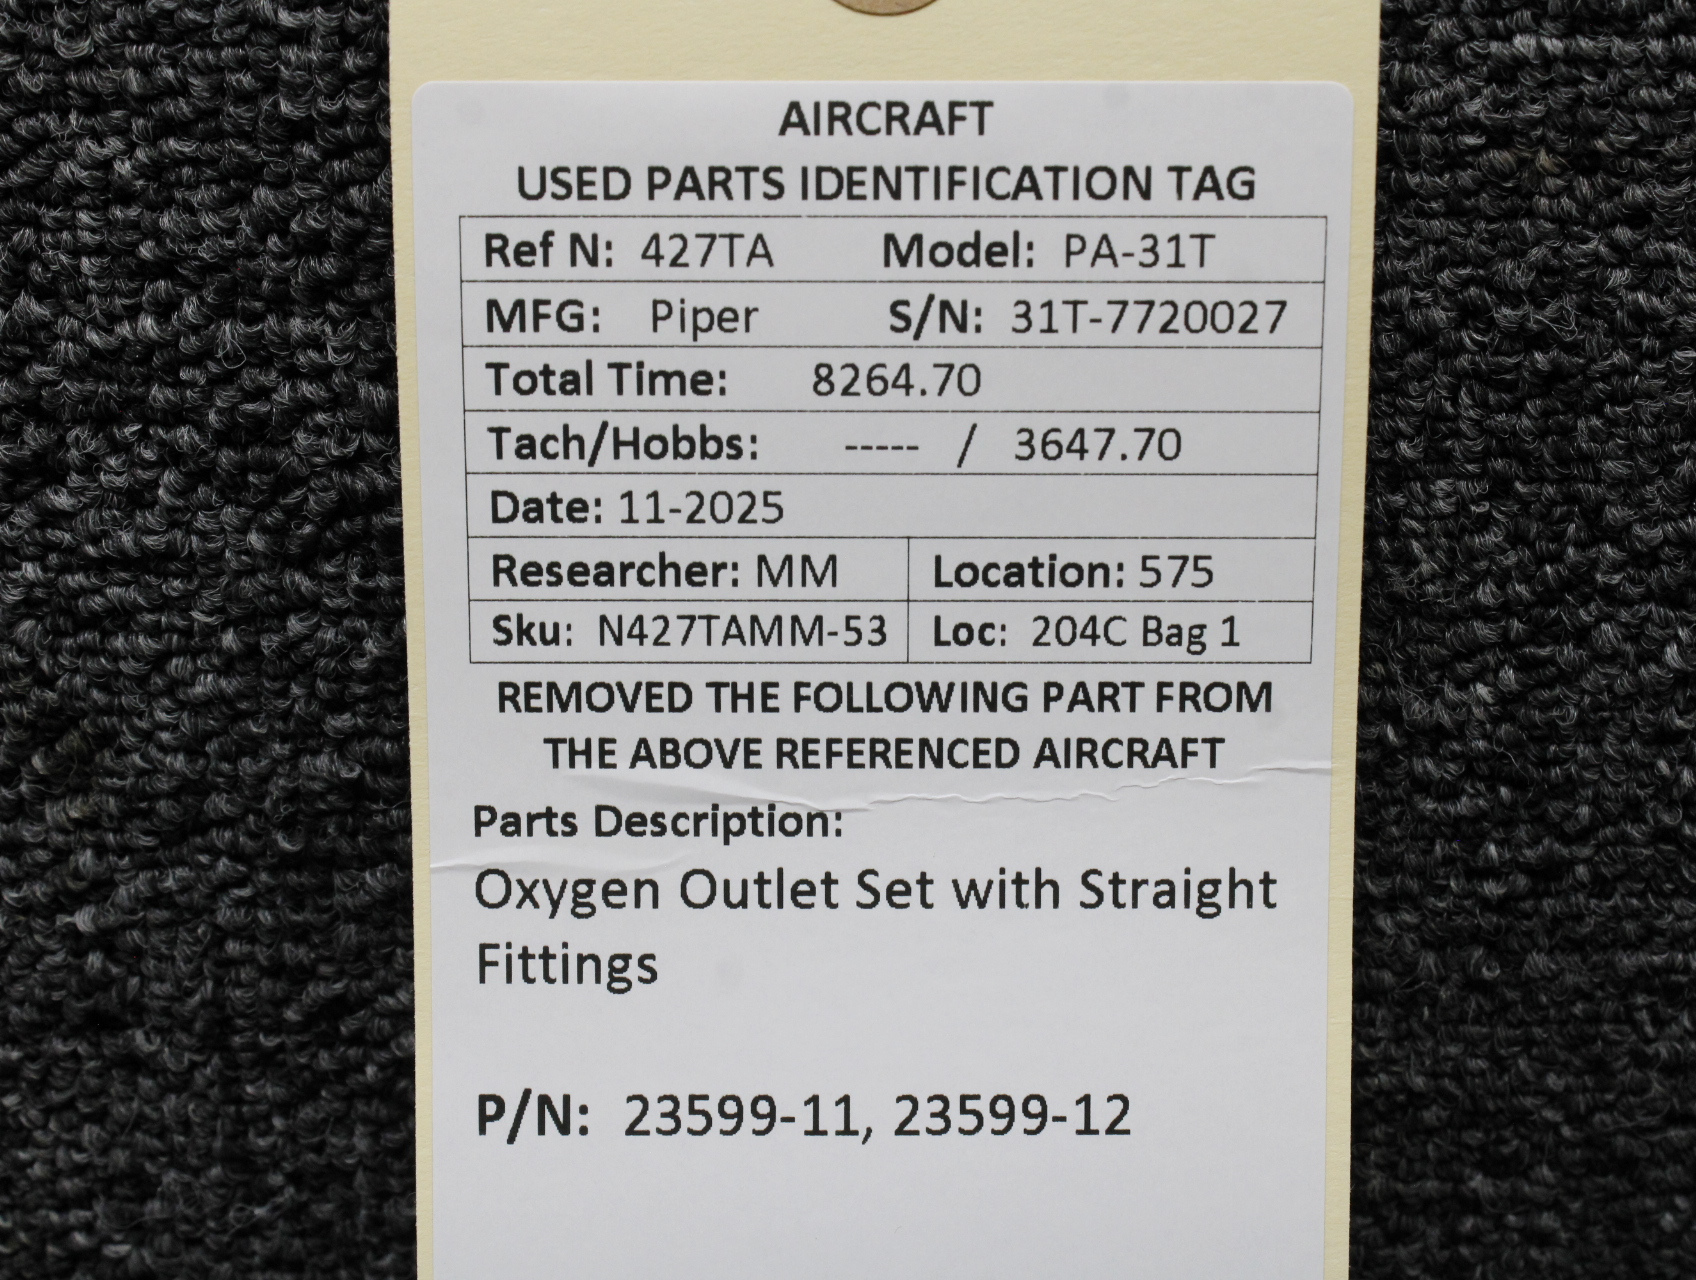 AIRCRAFT
USED PARTS IDENTIFICATION TAG
Ref N: 427TA Model: PA-31T
MFG: Piper S/N: 31T-7720027
Total Time: 8264.70
Tach/Hobbs: ----- / 3647.70
Date: 11-2025
Researcher: MM Location: 575
Sku: N427TAMM-53 Loc: 204C Bag 1
REMOVED THE FOLLOWING PART FROM
THE ABOVE REFERENCED AIRCRAFT
Parts Description:
Oxygen Outlet Set with Straight
Fittings
P/N: 23599-11, 23599-12